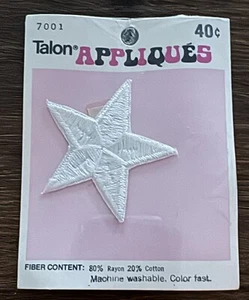 7001
40¢
Talon® APPLIQUÉS
FIBER CONTENT: 80% Rayon 20% Cotton
Machine washable. Color fast.